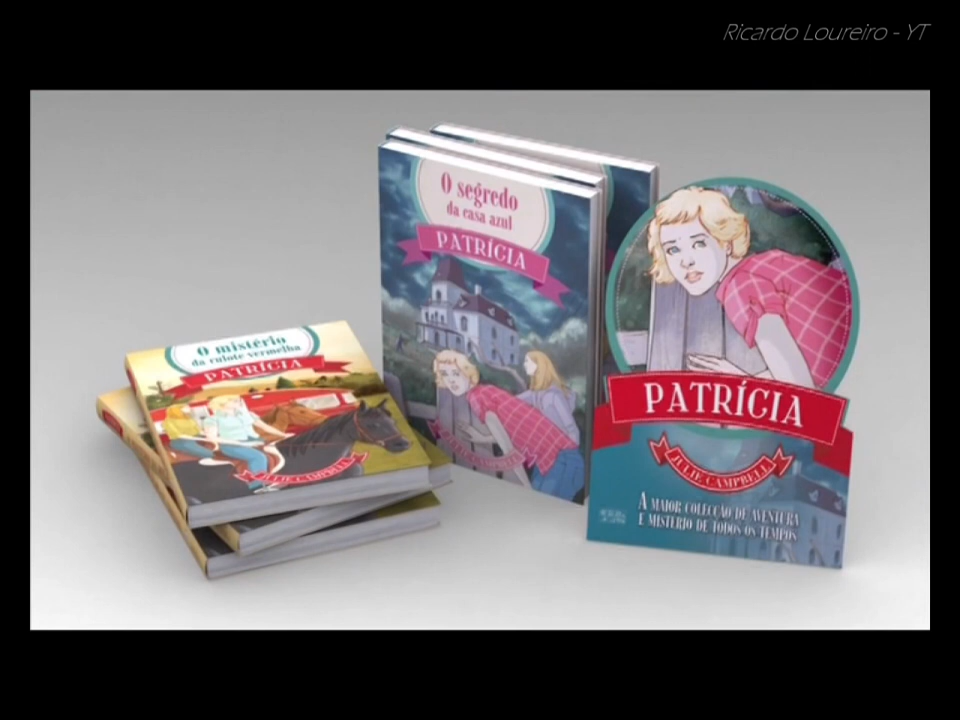 Ricardo Loureiro - YT
O segredo
da casa azul
PATRÍCIA
O mistério
da rulote vermelha
PATRÍCIA
JULIE CAMPBELL
PATRÍCIA
JULIE CAMPBELL
A MAIOR COLECÇÃO DE AVENTURA
E MISTÉRIO DE TODOS OS TEMPOS